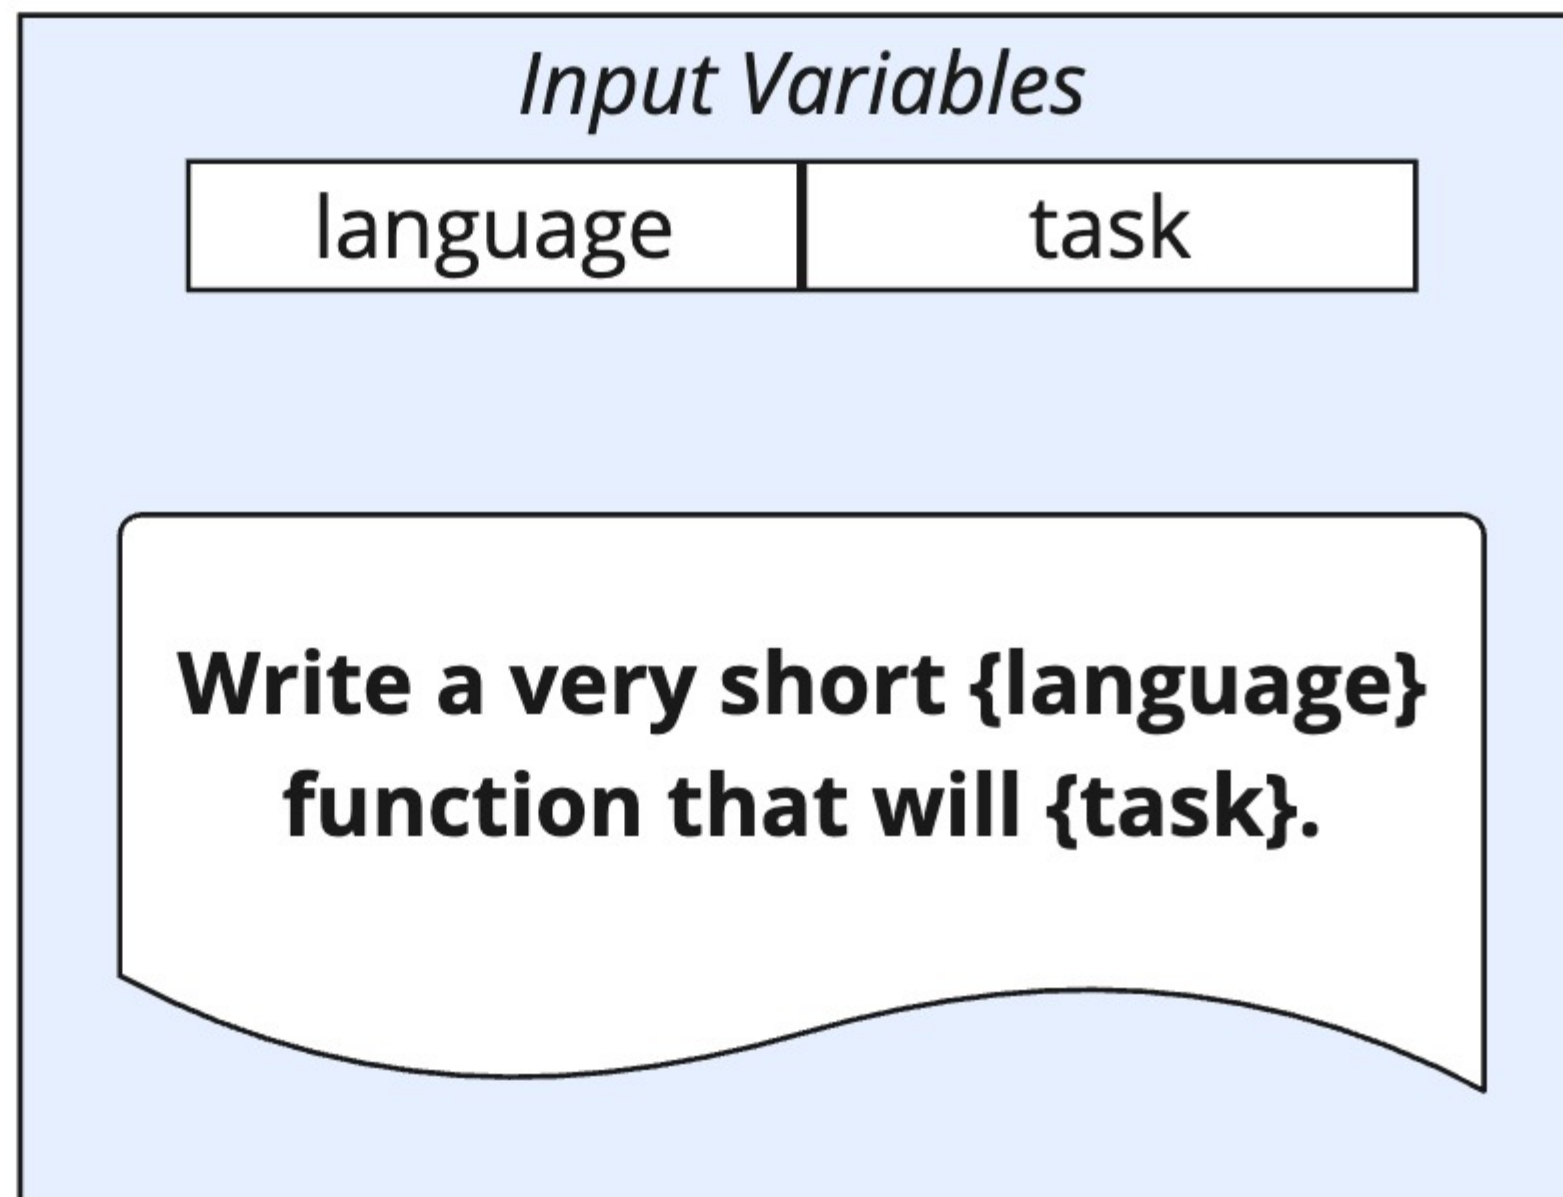 Input Variables
language task
Write a very short {language}
function that will {task}.